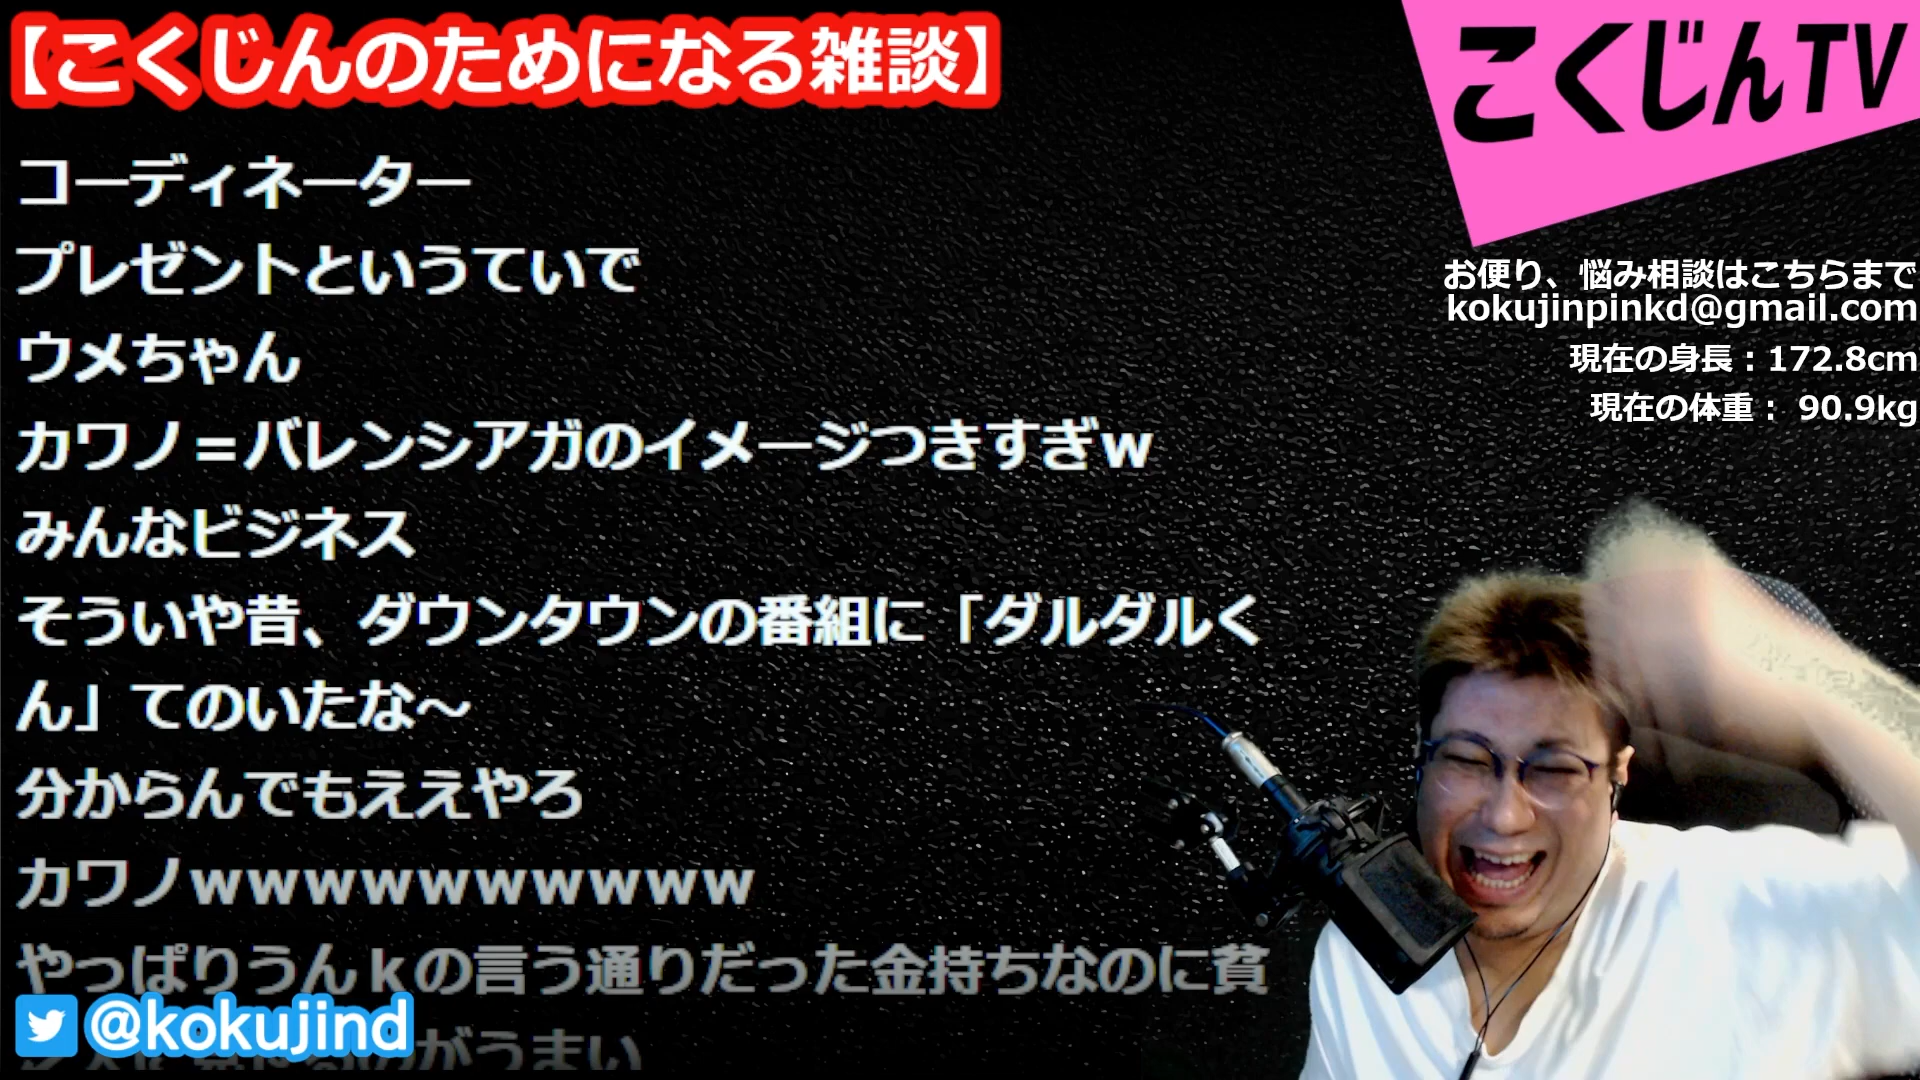 【こくじんのためになる雑談】
こくじんTV
お便り、悩み相談はこちらまで
kokujinpinkd@gmail.com
現在の身長：172.8cm
現在の体重： 90.9kg
コーディネーター
プレゼントというていで
ウメちゃん
カワノ＝バレンシアガのイメージつきすぎｗ
みんなビジネス
そういや昔、ダウンタウンの番組に「ダルダルく
ん」てのいたな～
分からんでもええやろ
カワノｗｗｗｗｗｗｗｗｗｗ
やっぱりうんｋの言う通りだった金持ちなのに貧
がうまい
@kokujind